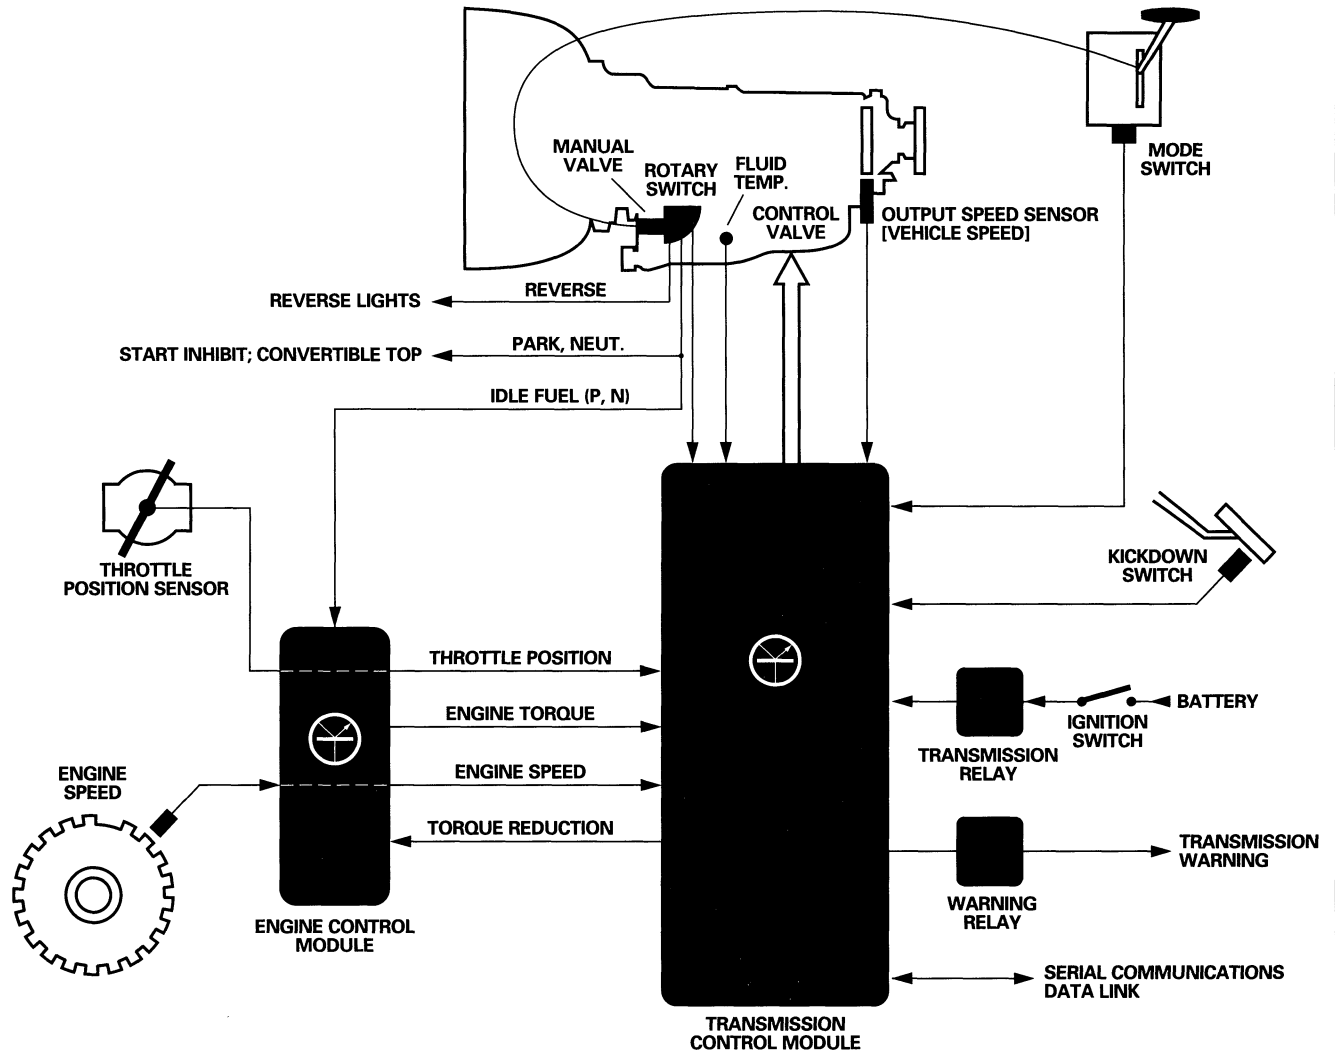 MANUAL
VALVE
ROTARY
SWITCH
FLUID
TEMP.
CONTROL
VALVE
MODE
SWITCH
OUTPUT SPEED SENSOR
[VEHICLE SPEED]
REVERSE LIGHTS
REVERSE
START INHIBIT; CONVERTIBLE TOP
PARK, NEUT.
IDLE FUEL (P, N)
THROTTLE
POSITION SENSOR
KICKDOWN
SWITCH
THROTTLE POSITION
ENGINE TORQUE
ENGINE SPEED
TORQUE REDUCTION
BATTERY
IGNITION
SWITCH
TRANSMISSION
RELAY
ENGINE
SPEED
TRANSMISSION
WARNING
WARNING
RELAY
ENGINE CONTROL
MODULE
SERIAL COMMUNICATIONS
DATA LINK
TRANSMISSION
CONTROL MODULE